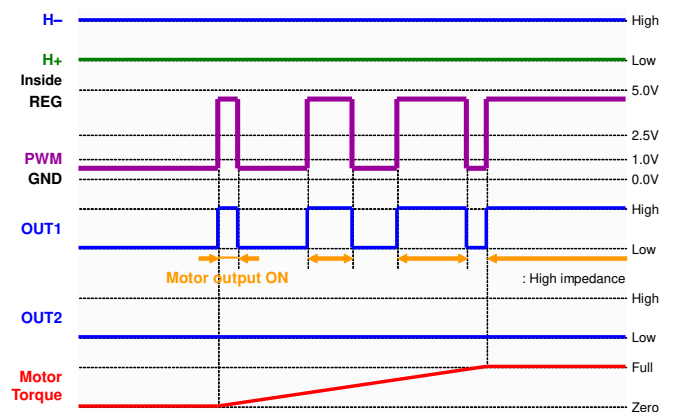 H– High
H+ Low
Inside 5.0V
REG
2.5V
PWM 1.0V
GND 0.0V
High
OUT1
Low
Motor output ON : High impedance
High
OUT2
Low
Full
Motor
Torque
Zero